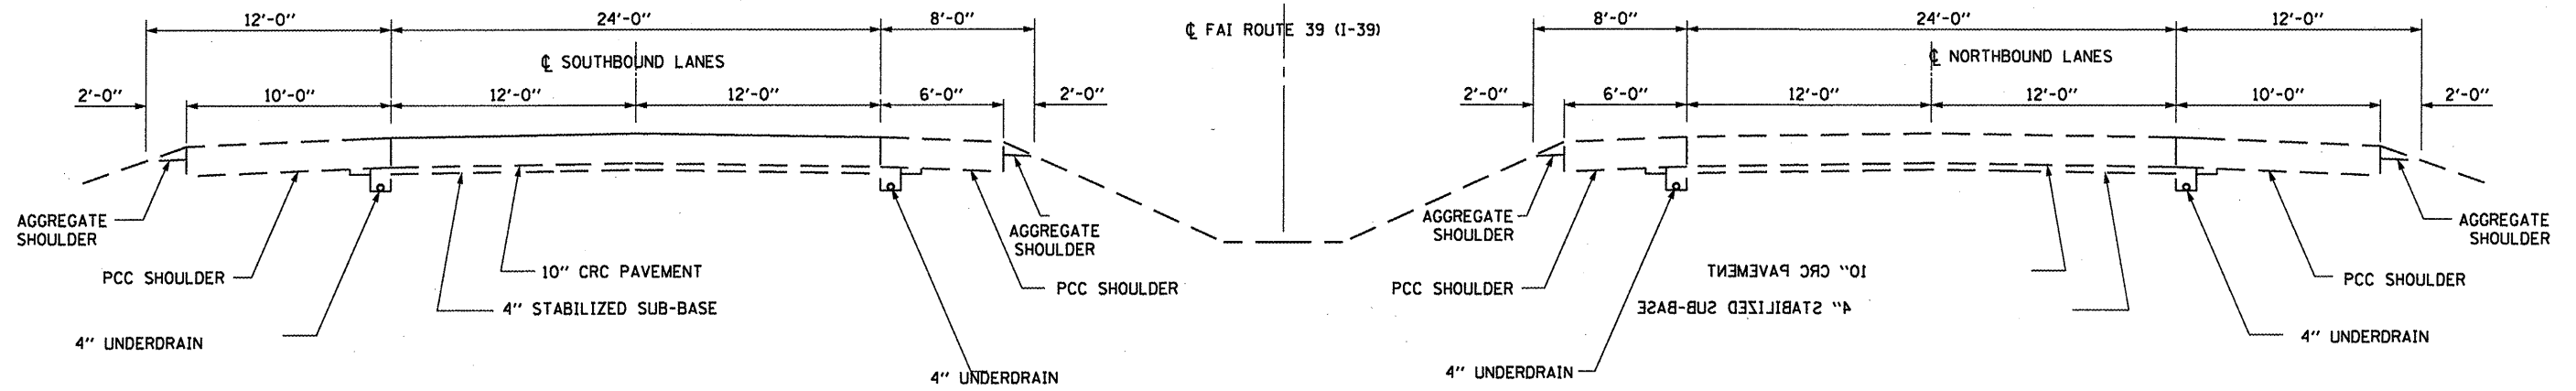 12'-0" 24'-0" 8'-0" 8'-0" 24'-0" 12'-0"
℄ FAI ROUTE 39 (I-39)
℄ SOUTHBOUND LANES ℄ NORTHBOUND LANES
2'-0" 10'-0" 12'-0" 12'-0" 6'-0" 2'-0" 2'-0" 6'-0" 12'-0" 12'-0" 10'-0" 2'-0"
AGGREGATE
SHOULDER
AGGREGATE
SHOULDER
AGGREGATE
SHOULDER
AGGREGATE
SHOULDER
PCC SHOULDER
10" CRC PAVEMENT
PCC SHOULDER
PCC SHOULDER
10" CRC PAVEMENT
PCC SHOULDER
4" STABILIZED SUB-BASE
4" STABILIZED SUB-BASE
4" UNDERDRAIN
4" UNDERDRAIN
4" UNDERDRAIN
4" UNDERDRAIN